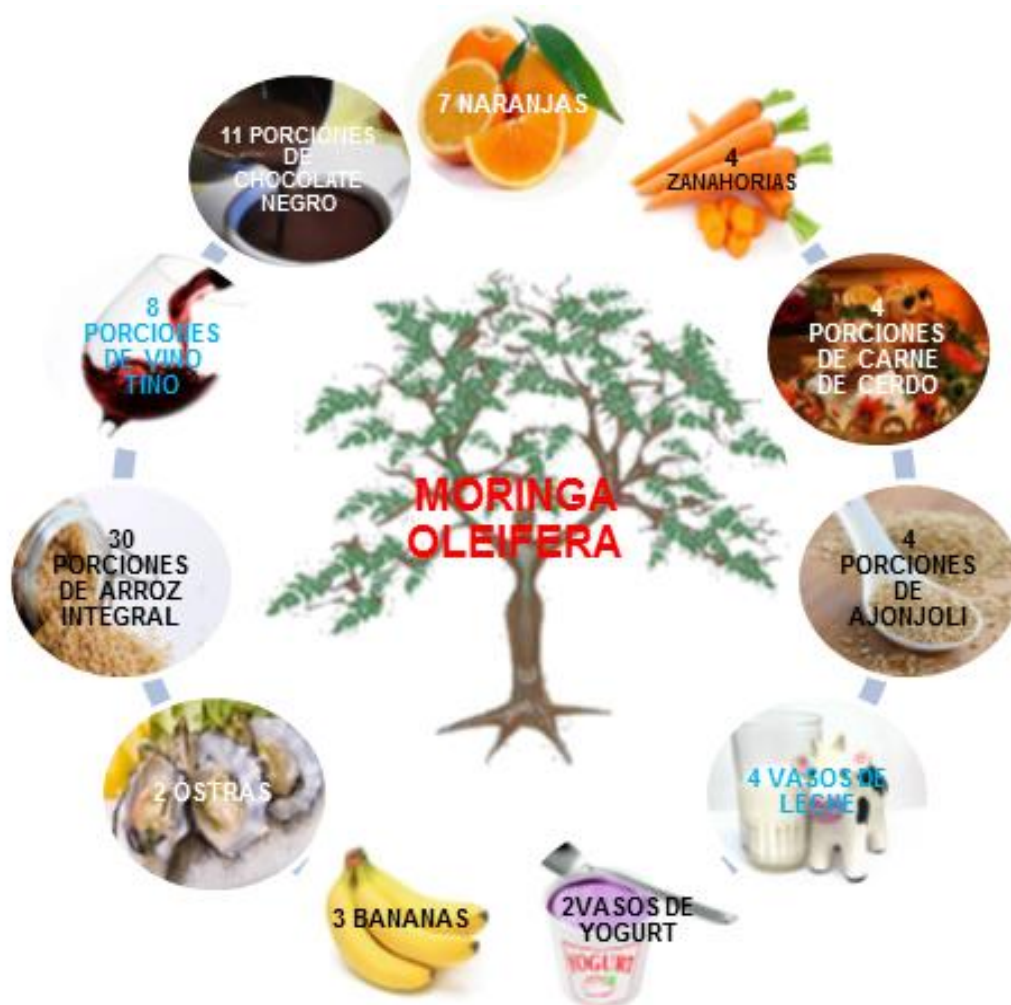 7 NARANJAS
4
ZANAHORIAS
4
PORCIONES
DE CARNE
DE CERDO
4
PORCIONES
DE
AJONJOLI
4 VASOS DE
LECHE
2VASOS DE
YOGURT
YOGURT
3 BANANAS
2 OSTRAS
30
PORCIONES
DE ARROZ
INTEGRAL
8
PORCIONES
DE VINO
TINO
11 PORCIONES
DE
CHOCOLATE
NEGRO
MORINGA
OLEIFERA